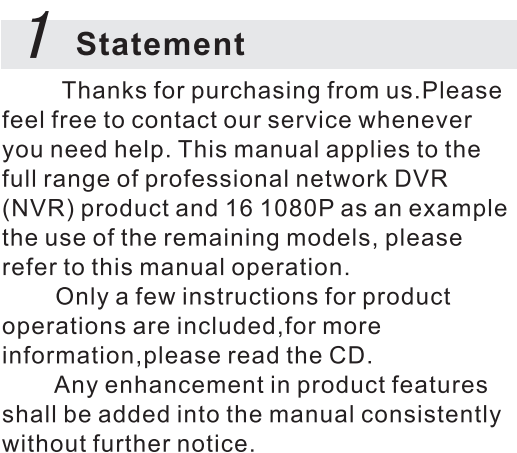 1 Statement
Thanks for purchasing from us.Please
feel free to contact our service whenever
you need help. This manual applies to the
full range of professional network DVR
(NVR) product and 16 1080P as an example
the use of the remaining models, please
refer to this manual operation.
Only a few instructions for product
operations are included,for more
information,please read the CD.
Any enhancement in product features
shall be added into the manual consistently
without further notice.